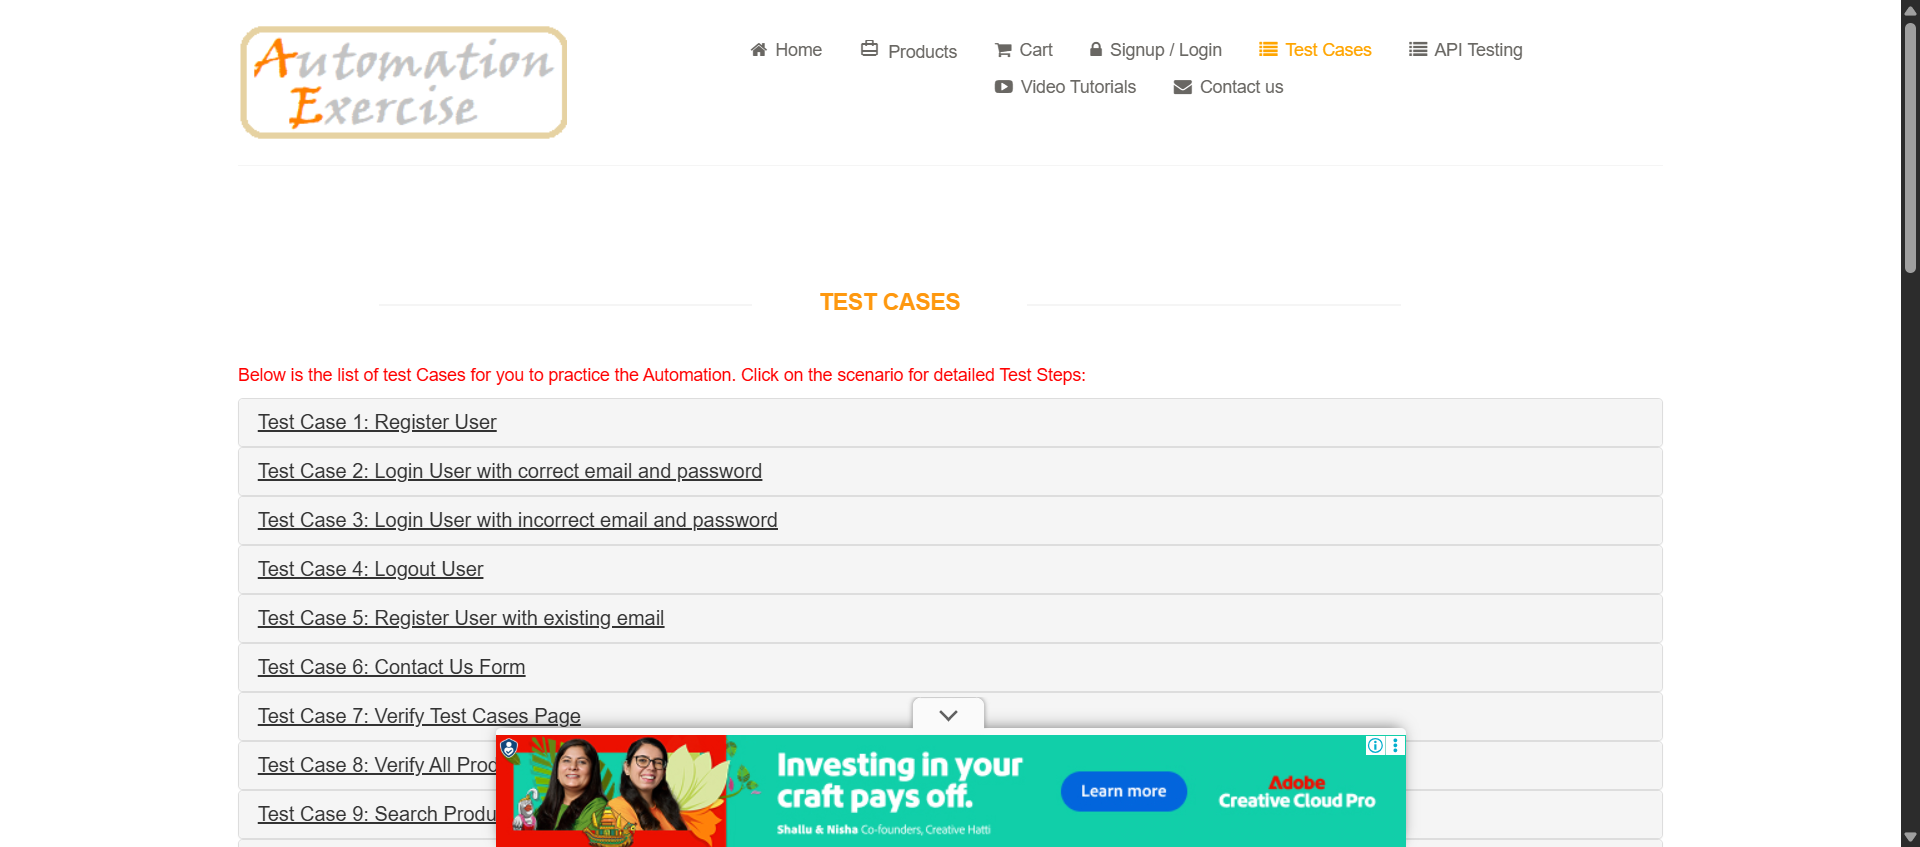 Automation
Exercise
Home
Products
Cart
Signup / Login
Test Cases
API Testing
Video Tutorials
Contact us
TEST CASES
Below is the list of test Cases for you to practice the Automation. Click on the scenario for detailed Test Steps:
Test Case 1: Register User
Test Case 2: Login User with correct email and password
Test Case 3: Login User with incorrect email and password
Test Case 4: Logout User
Test Case 5: Register User with existing email
Test Case 6: Contact Us Form
Test Case 7: Verify Test Cases Page
Test Case 8: Verify All Prod
Test Case 9: Search Produ
Investing in your
craft pays off.
Shallu & Nisha Co-founders, Creative Hatti
Learn more
Adobe
Creative Cloud Pro